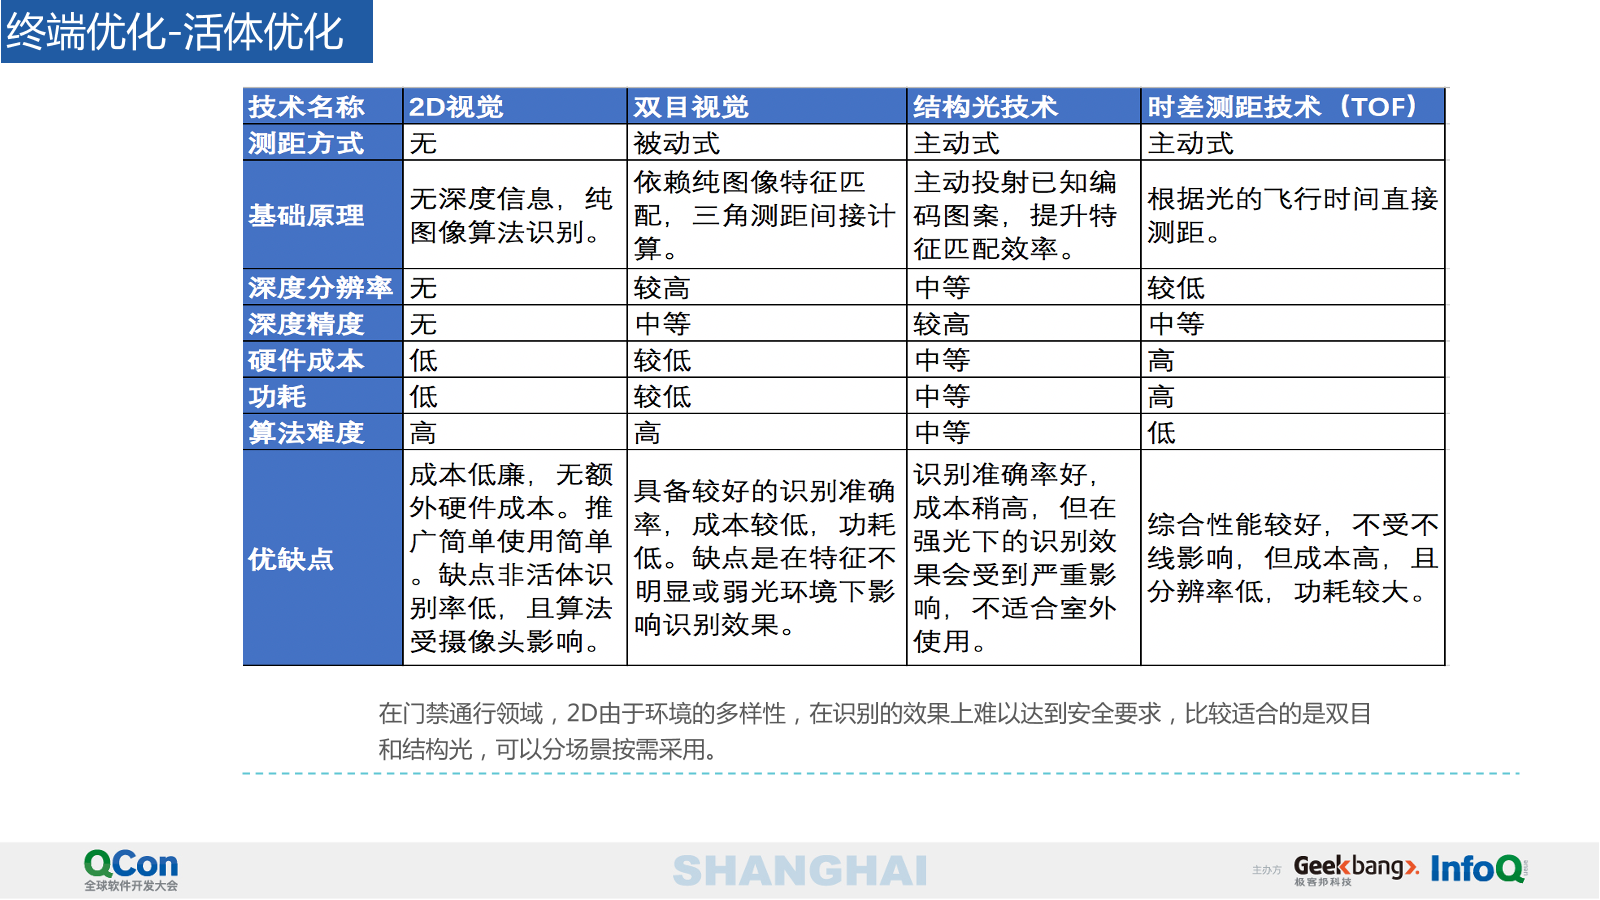 终端优化-活体优化
技术名称 2D视觉 双目视觉 结构光技术 时差测距技术（TOF）
测距方式 无 被动式 主动式 主动式
基础原理
无深度信息，纯
图像算法识别。
依赖纯图像特征匹
配，三角测距间接计
算。
主动投射已知编
码图案，提升特
征匹配效率。
根据光的飞行时间直接
测距。
深度分辨率 无 较高 中等 较低
深度精度 无 中等 较高 中等
硬件成本 低 较低 中等 高
功耗 低 较低 中等 高
算法难度 高 高 中等 低
优缺点
成本低廉，无额
外硬件成本。推
广简单使用简单
。缺点非活体识
别率低，且算法
受摄像头影响。
具备较好的识别准确
率，成本较低，功耗
低。缺点是在特征不
明显或弱光环境下影
响识别效果。
识别准确率好，
成本稍高，但在
强光下的识别效
果会受到严重影
响，不适合室外
使用。
综合性能较好，不受不
线影响，但成本高，且
分辨率低，功耗较大。
在门禁通行领域，2D由于环境的多样性，在识别的效果上难以达到安全要求，比较适合的是双目
和结构光，可以分场景按需采用。
QCon
全球软件开发大会
SHANGHAI
主办方
Geekbang
极客邦科技
InfoQ